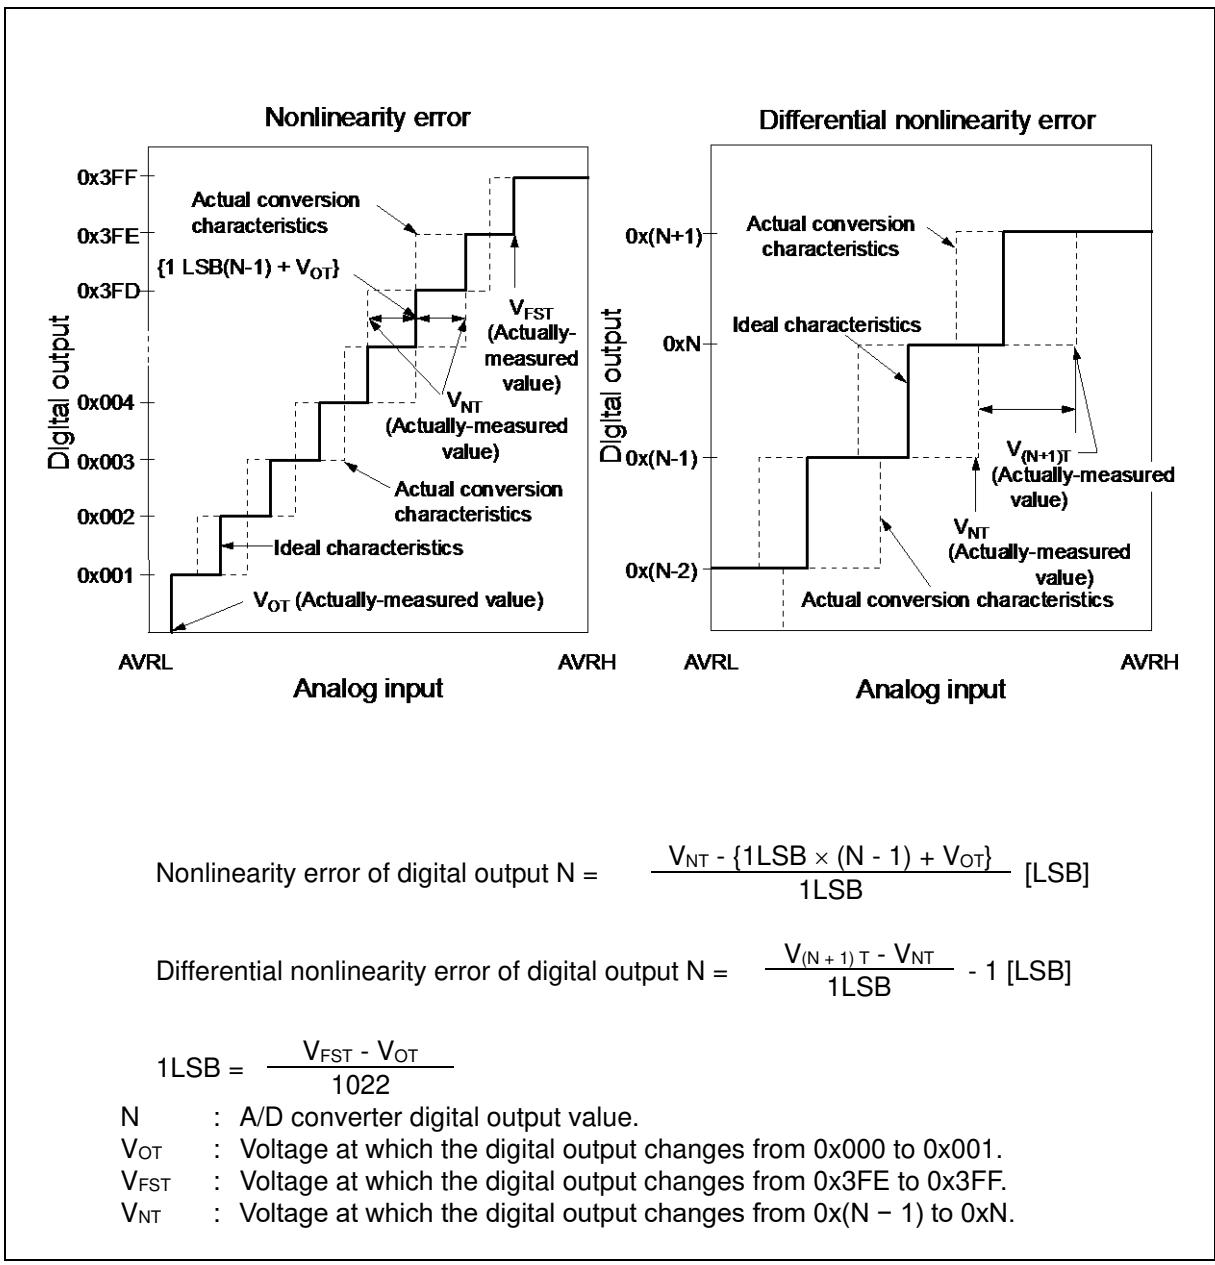 Nonlinearity error
0x3FF
0x3FE
0x3FD
0x004
0x003
0x002
0x001
Digital output
Actual conversion
characteristics
{1 LSB(N-1) + VOT}
VFST
(Actually-
measured
value)
VNT
(Actually-measured
value)
Actual conversion
characteristics
Ideal characteristics
VOT (Actually-measured value)
AVRL
AVRH
Analog input
Differential nonlinearity error
0x(N+1)
0xN
0x(N-1)
0x(N-2)
Digital output
Actual conversion
characteristics
Ideal characteristics
V(N+1)T
(Actually-measured
value)
VNT
(Actually-measured
value)
Actual conversion characteristics
AVRL
AVRH
Analog input
Nonlinearity error of digital output N = VNT - {1LSB × (N - 1) + VOT} / 1LSB [LSB]
Differential nonlinearity error of digital output N = V(N + 1) T - VNT / 1LSB - 1 [LSB]
1LSB = VFST - VOT / 1022
N : A/D converter digital output value.
VOT : Voltage at which the digital output changes from 0x000 to 0x001.
VFST : Voltage at which the digital output changes from 0x3FE to 0x3FF.
VNT : Voltage at which the digital output changes from 0x(N − 1) to 0xN.